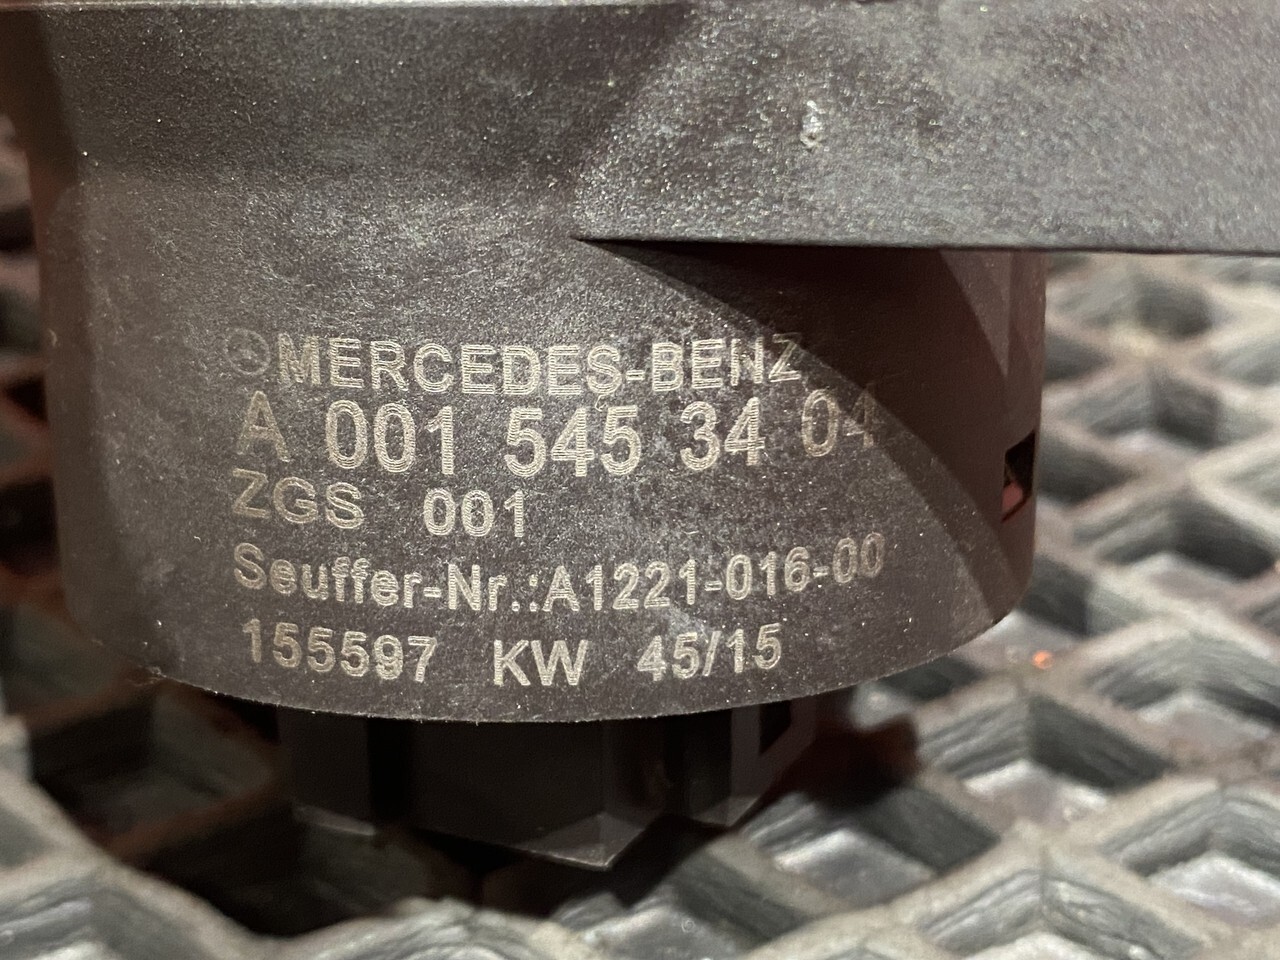 MERCEDES-BENZ
A 001 545 34 04
ZGS 001
Seuffer-Nr.:A1221-016-00
155597 KW 45/15